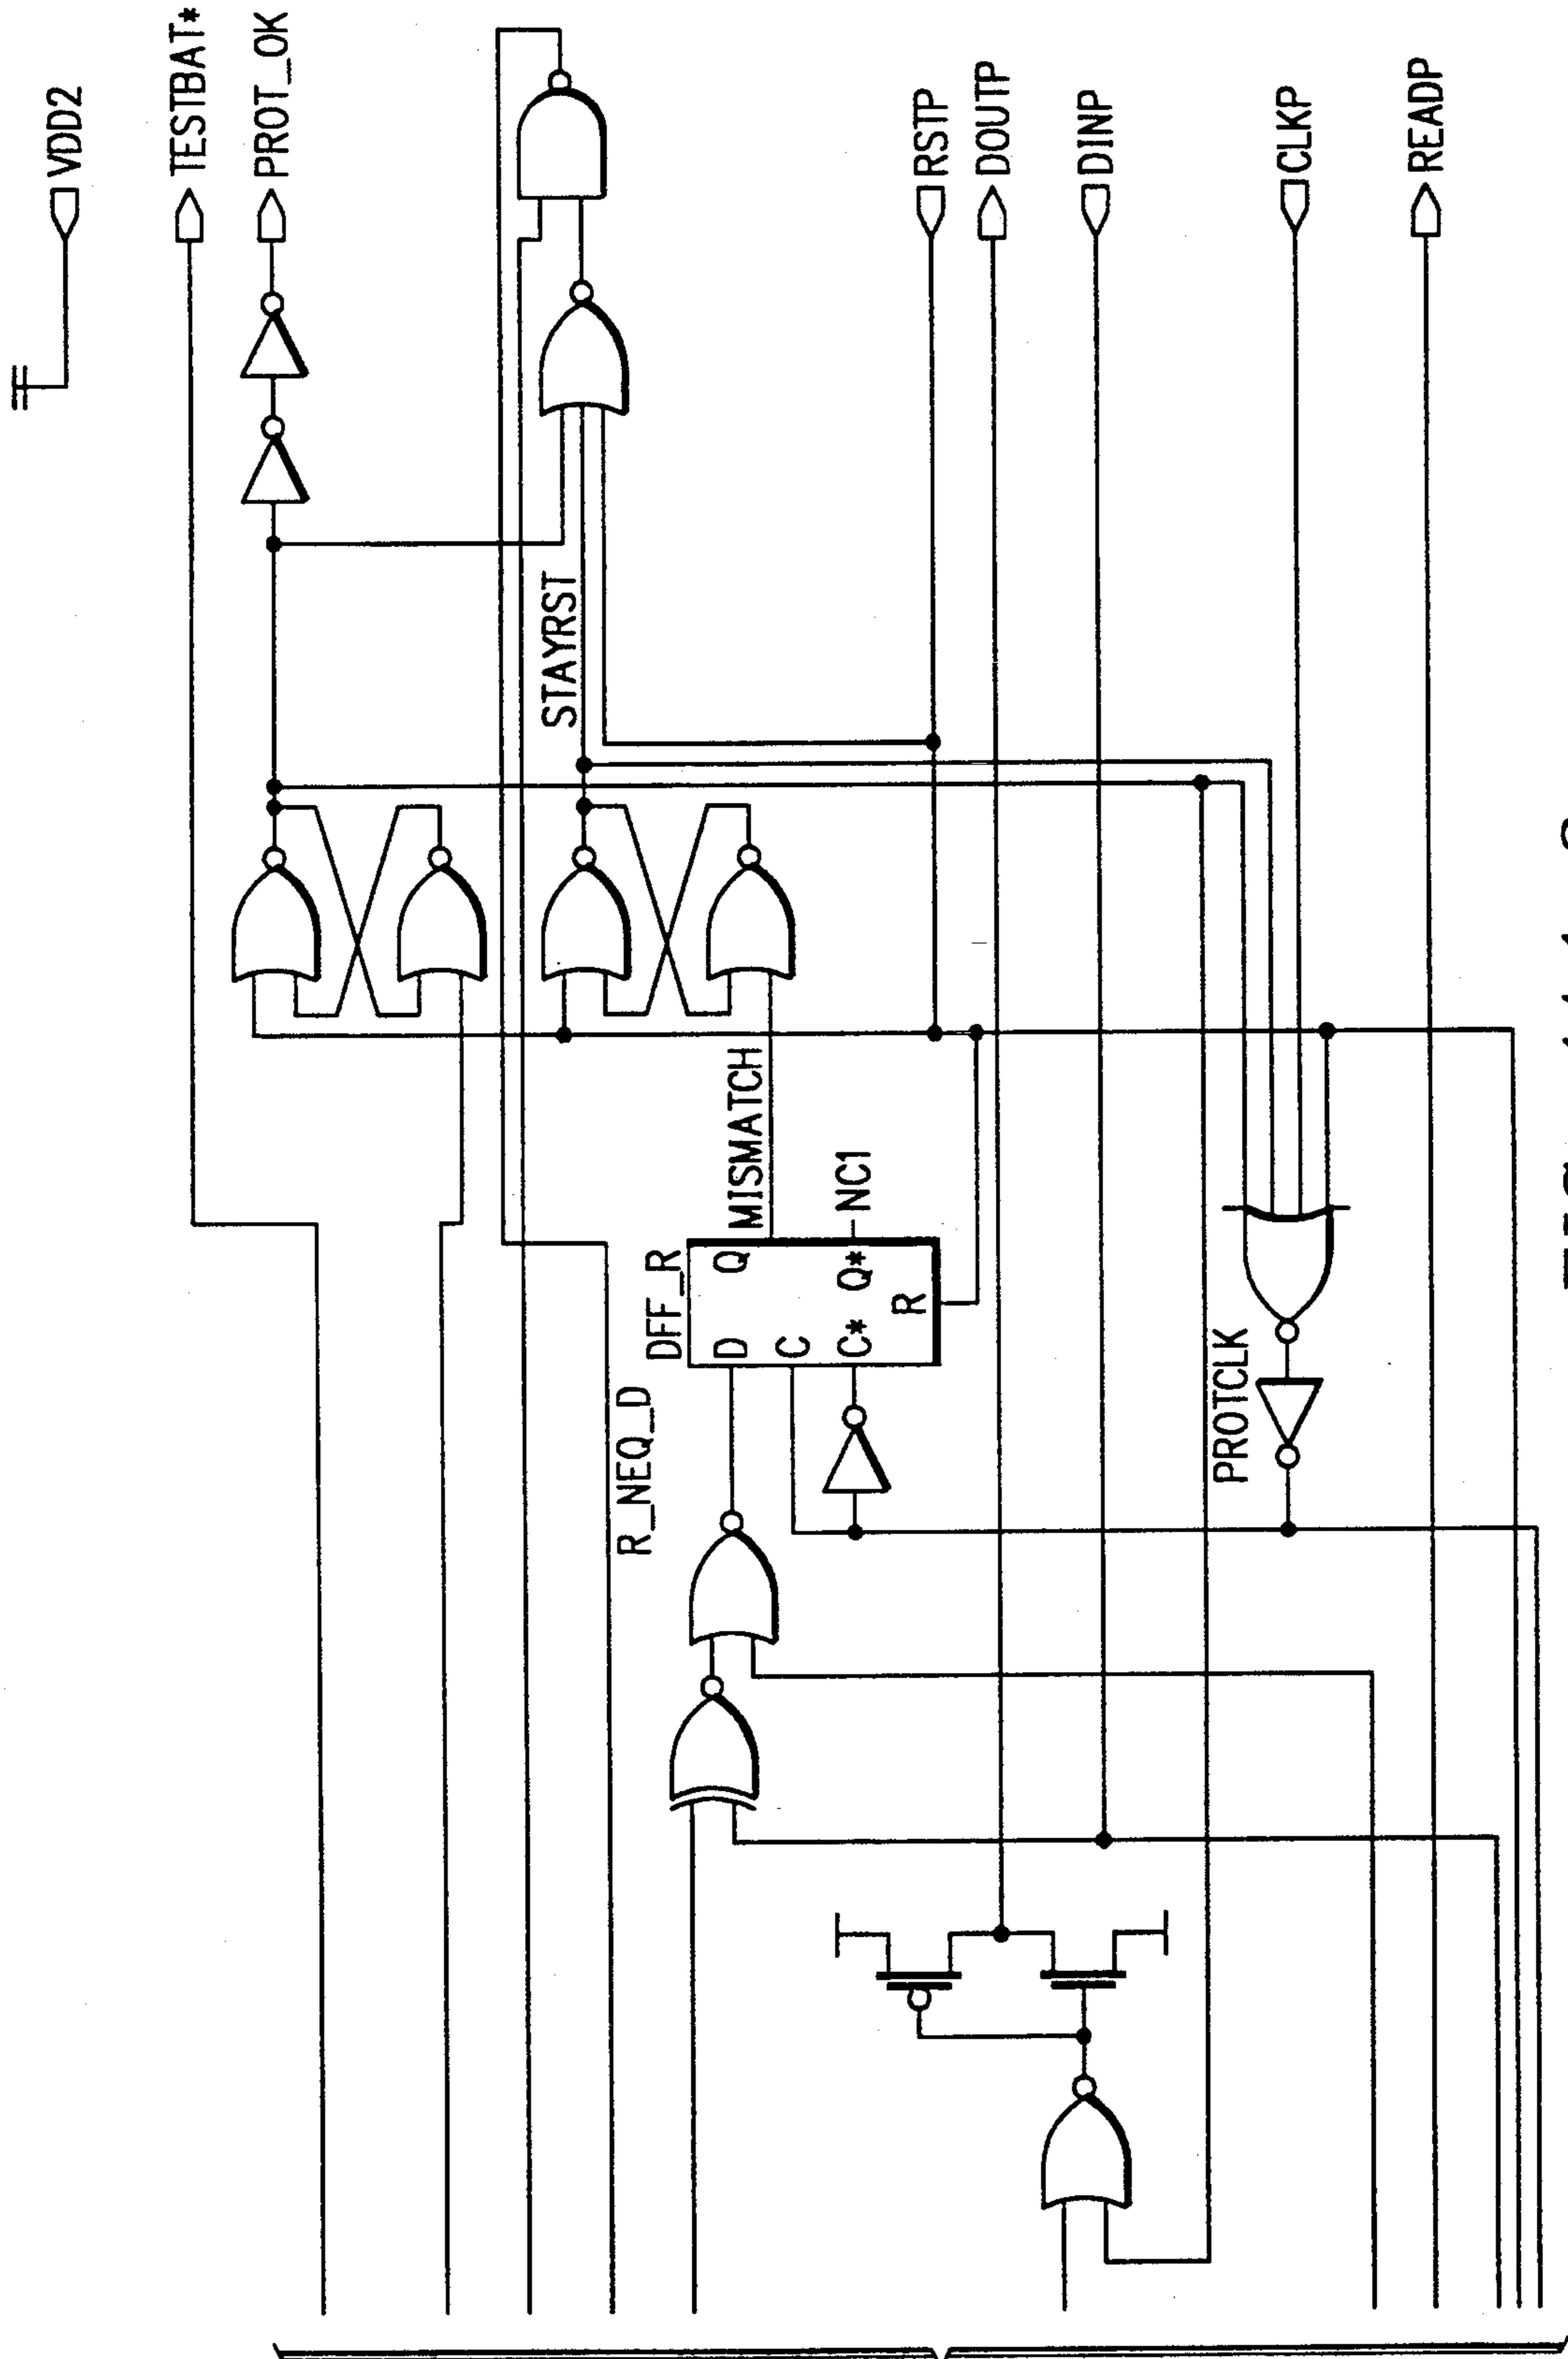 VDD2
TESTBAT*
PROT_OK
STAYRST
RSTP
DOUTP
DINP
CLKP
READP
MISMATCH
NC1
DFF_R
D Q
C
C* Q*
R
R_NEQ_D
PROTCLK